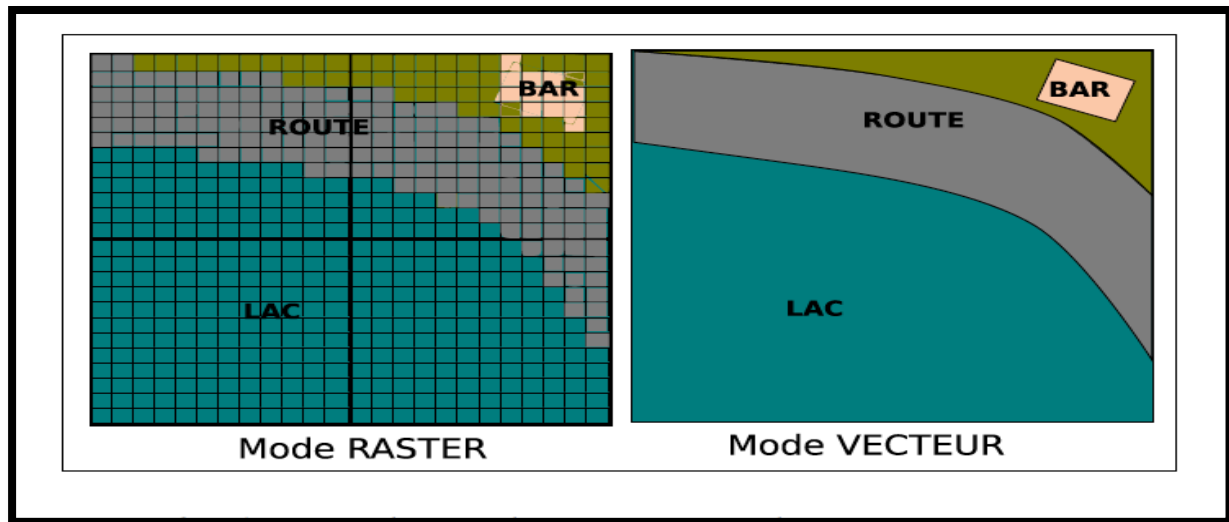 BAR
ROUTE
LAC
Mode RASTER
BAR
ROUTE
LAC
Mode VECTEUR